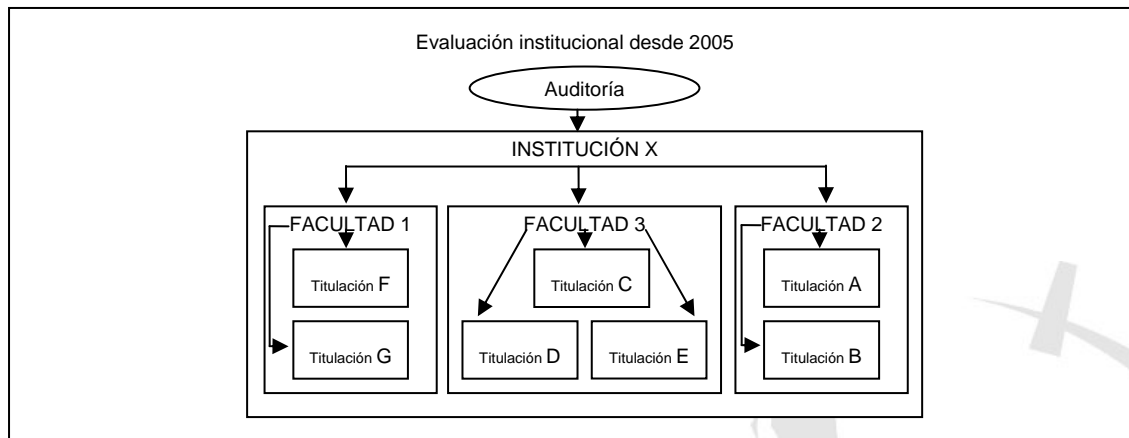 Evaluación institucional desde 2005
Auditoría
INSTITUCIÓN X
FACULTAD 1
FACULTAD 3
FACULTAD 2
Titulación F
Titulación C
Titulación A
Titulación G
Titulación D
Titulación E
Titulación B